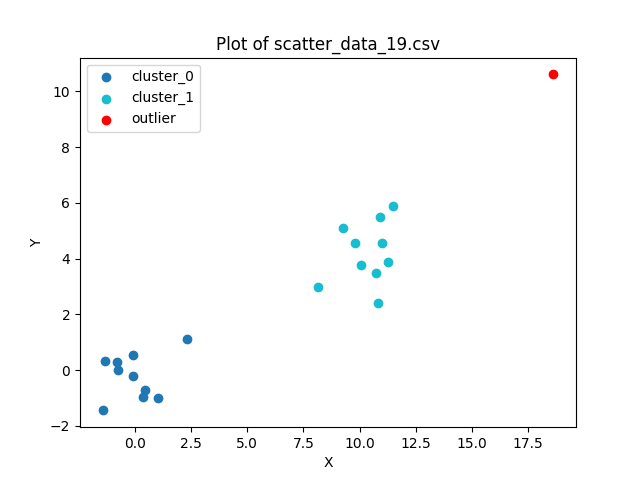 Plot of scatter_data_19.csv
cluster_0
cluster_1
outlier
Y
10
8
6
4
2
0
−2
0.0 2.5 5.0 7.5 10.0 12.5 15.0 17.5
X